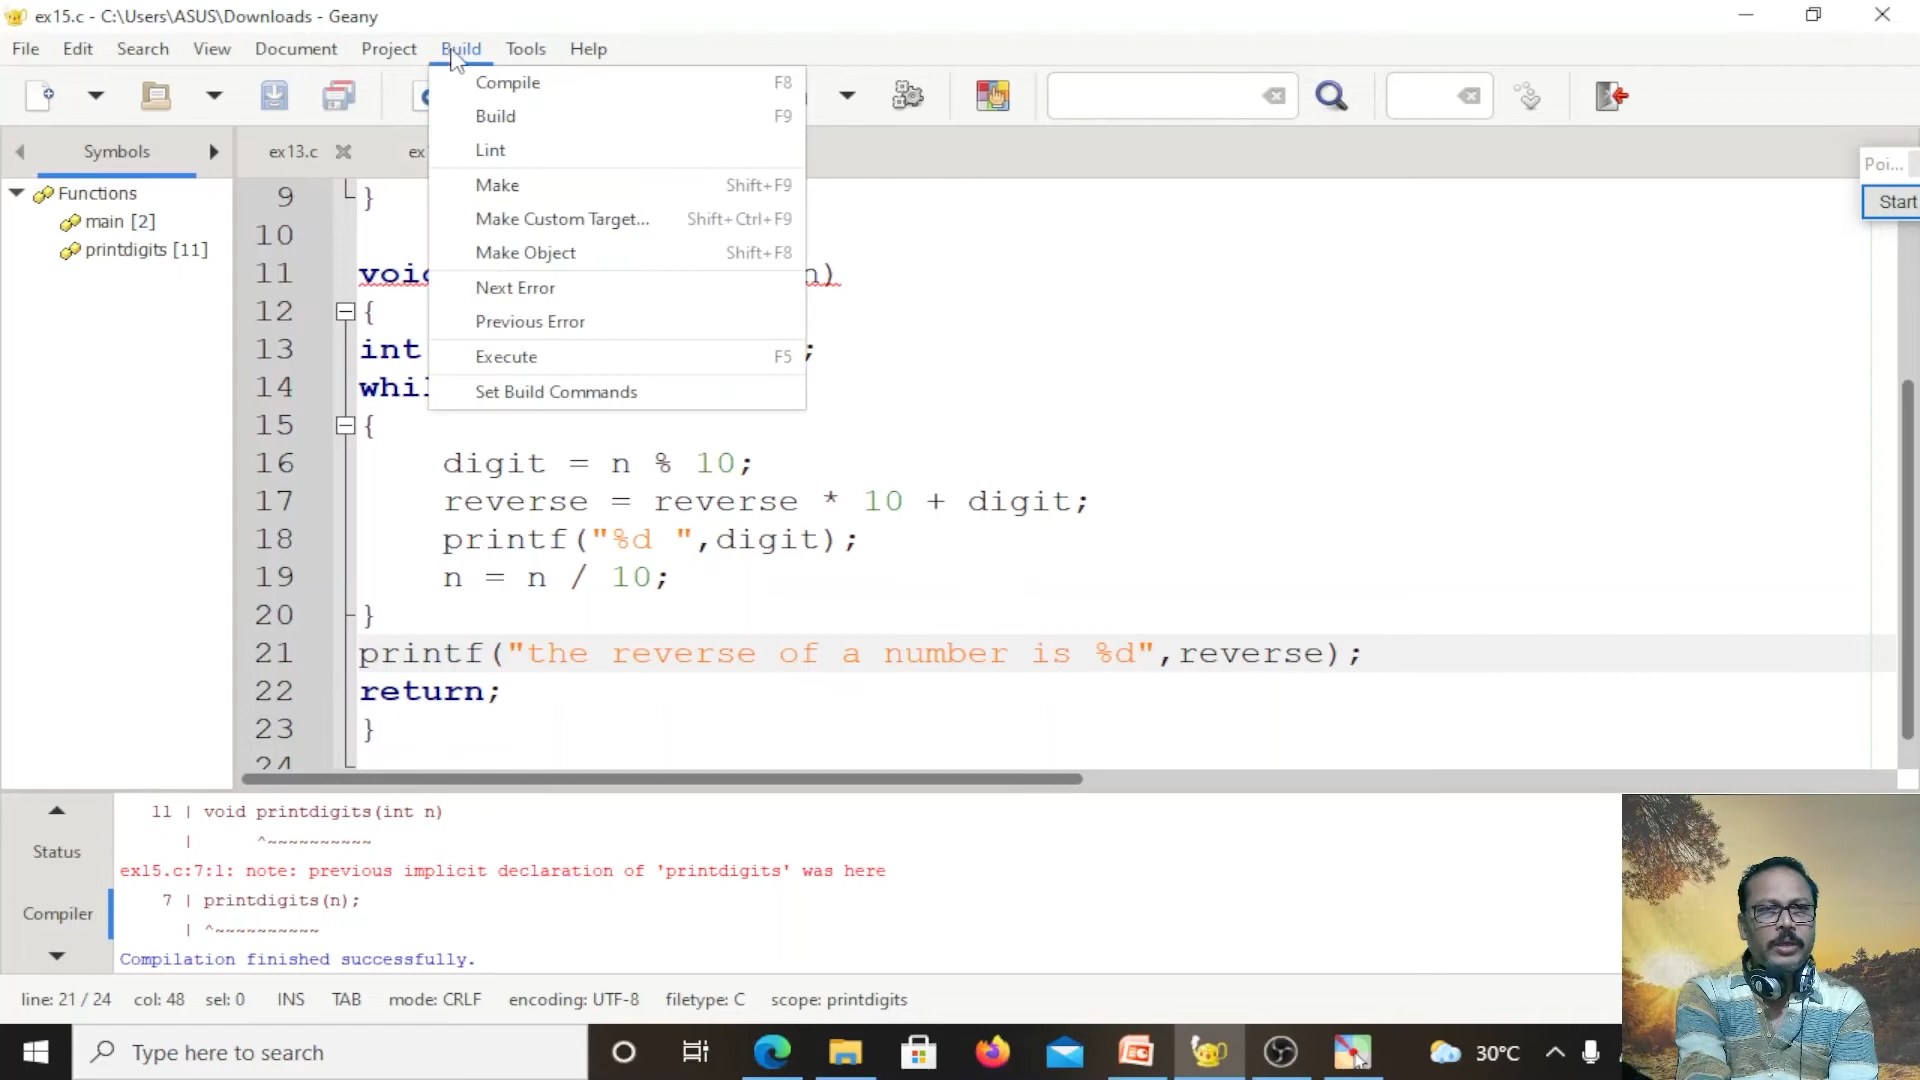 ex15.c - C:\Users\ASUS\Downloads - Geany
File Edit Search View Document Project Build Tools Help
Compile F8
Build F9
Lint
Make Shift+F9
Make Custom Target... Shift+Ctrl+F9
Make Object Shift+F8
Next Error
Previous Error
Execute F5
Set Build Commands
Symbols
ex13.c
ex
Functions
main [2]
printdigits [11]
Poi...
Start
9 }
10
11 void n)
12 {
13 int ;
14 whil
15 {
16 digit = n % 10;
17 reverse = reverse * 10 + digit;
18 printf("%d ",digit);
19 n = n / 10;
20 }
21 printf("the reverse of a number is %d",reverse);
22 return;
23 }
24
Status
Compiler
11 | void printdigits(int n)
| ^~~~~~~~~~~
ex15.c:7:1: note: previous implicit declaration of 'printdigits' was here
7 | printdigits(n);
| ^~~~~~~~~~~
Compilation finished successfully.
line: 21 / 24 col: 48 sel: 0 INS TAB mode: CRLF encoding: UTF-8 filetype: C scope: printdigits
Type here to search
30°C